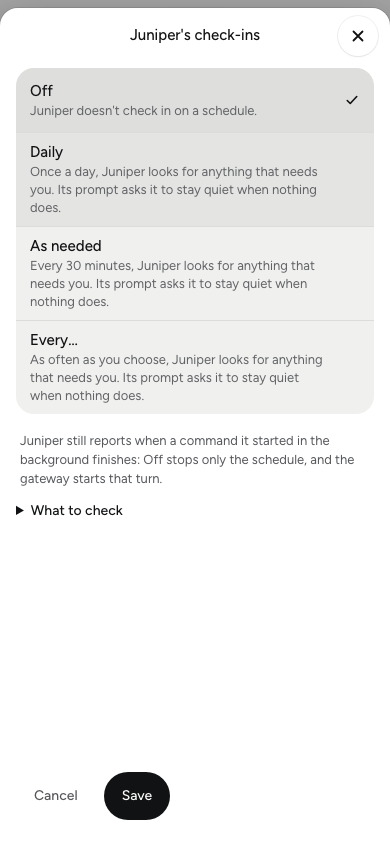 Juniper's check-ins
Off
Juniper doesn't check in on a schedule.
Daily
Once a day, Juniper looks for anything that needs
you. Its prompt asks it to stay quiet when nothing
does.
As needed
Every 30 minutes, Juniper looks for anything that
needs you. Its prompt asks it to stay quiet when
nothing does.
Every...
As often as you choose, Juniper looks for anything
that needs you. Its prompt asks it to stay quiet
when nothing does.
Juniper still reports when a command it started in the
background finishes: Off stops only the schedule, and the
gateway starts that turn.
What to check
Cancel
Save